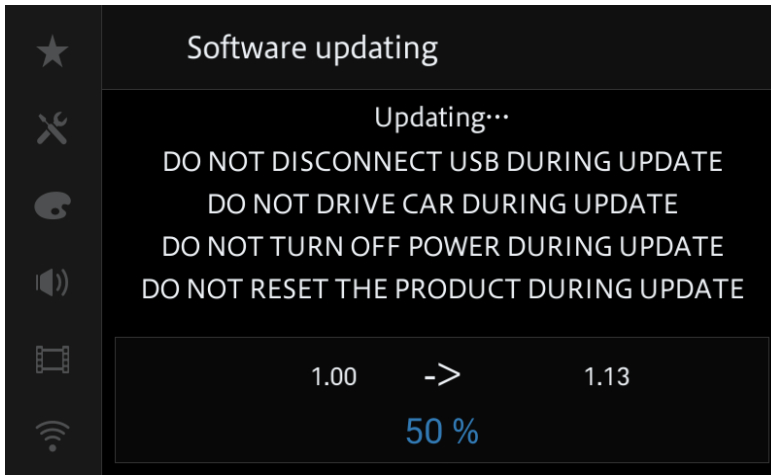 Software updating
Updating···
DO NOT DISCONNECT USB DURING UPDATE
DO NOT DRIVE CAR DURING UPDATE
DO NOT TURN OFF POWER DURING UPDATE
DO NOT RESET THE PRODUCT DURING UPDATE
1.00 -> 1.13
50 %